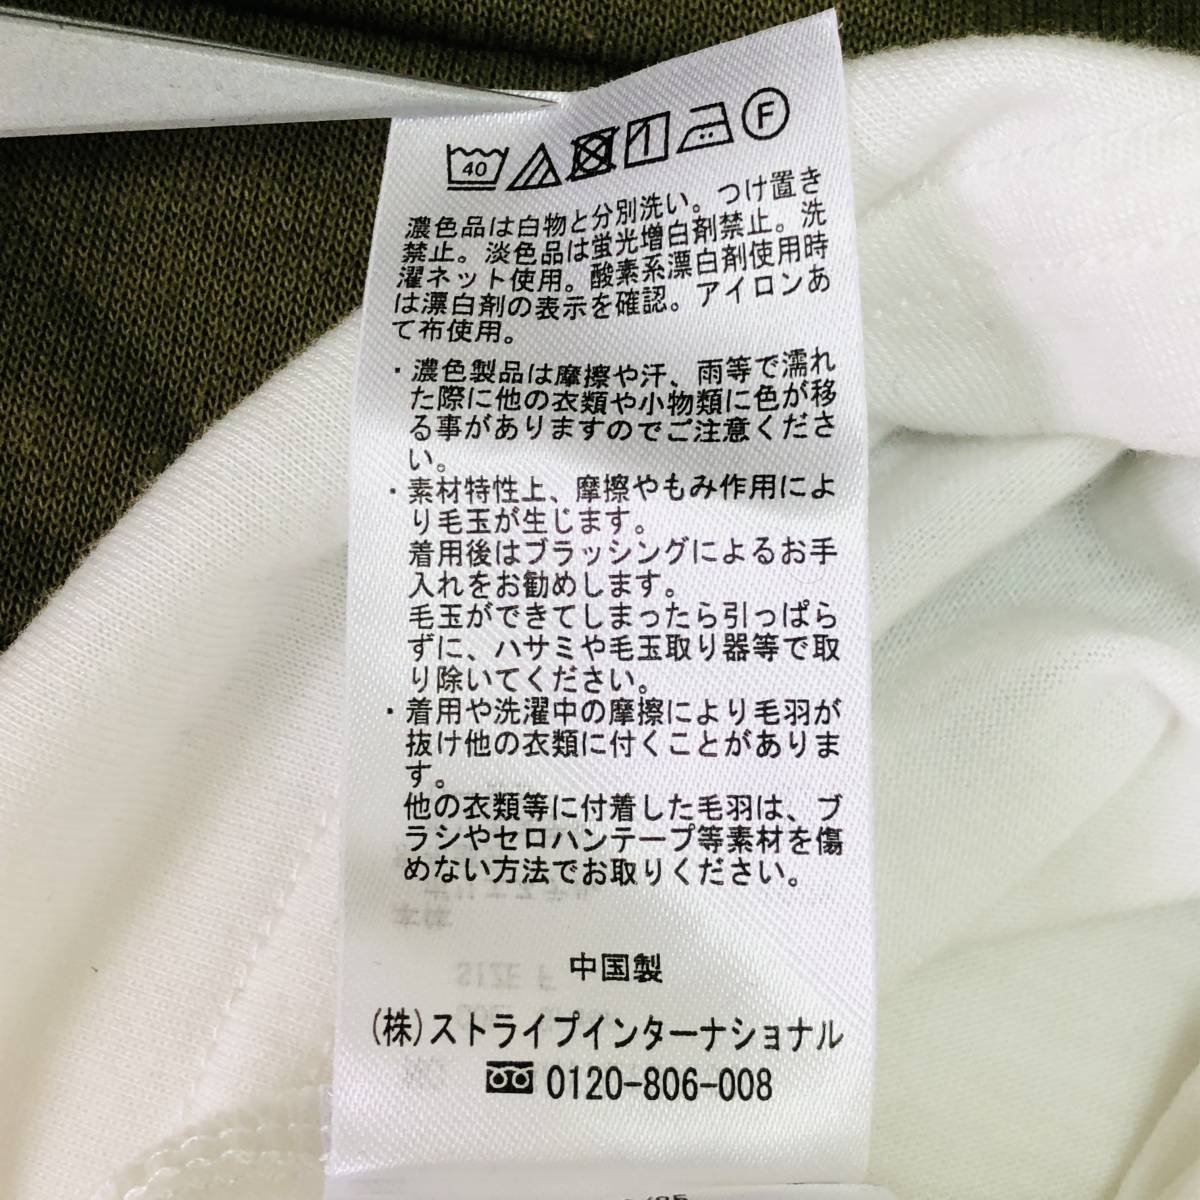 40 F
濃色品は白物と分別洗い。つけ置き
禁止。淡色品は蛍光増白剤禁止。洗
濯ネット使用。酸素系漂白剤使用時
は漂白剤の表示を確認。アイロンあ
て布使用。
・濃色製品は摩擦や汗、雨等で濡れ
た際に他の衣類や小物類に色が移
る事がありますのでご注意くださ
い。
・素材特性上、摩擦やもみ作用によ
り毛玉が生じます。
着用後はブラッシングによるお手
入れをお勧めします。
毛玉ができてしまったら引っぱら
ずに、ハサミや毛玉取り器等で取
り除いてください。
・着用や洗濯中の摩擦により毛羽が
抜け他の衣類に付くことがありま
す。
他の衣類等に付着した毛羽は、ブ
ラシやセロハンテープ等素材を傷
めない方法でお取りください。
中国製
(株)ストライプインターナショナル
0120-806-008